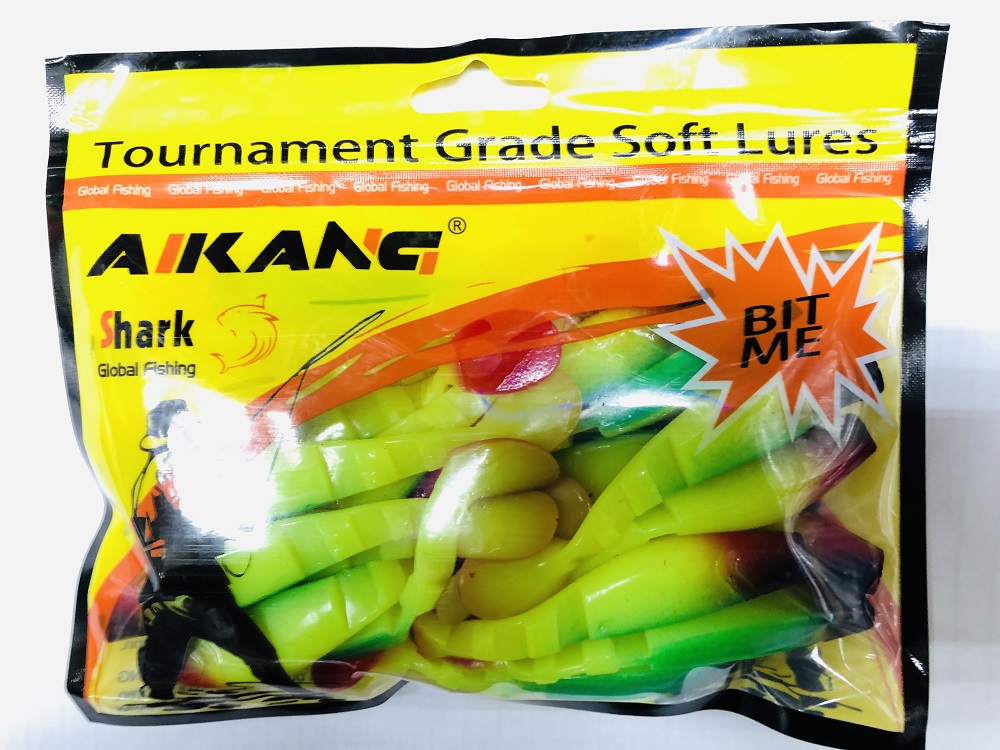 Tournament Grade Soft Lures
Global Fishing Global Fishing Global Fishing Global Fishing Global Fishing Global Fishing Global Fishing Global Fishing Global Fishing
AIKANG®
Shark
Global Fishing
BIT
ME